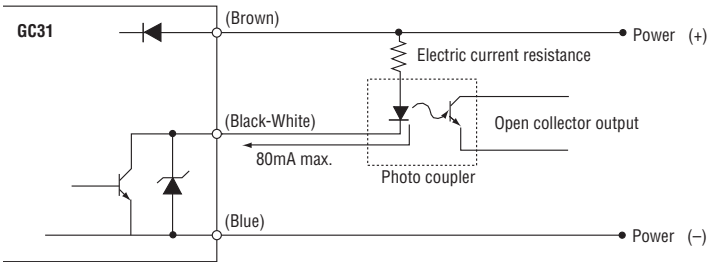 GC31
(Brown)
Power (+)
Electric current resistance
(Black-White)
Open collector output
80mA max.
Photo coupler
(Blue)
Power (–)